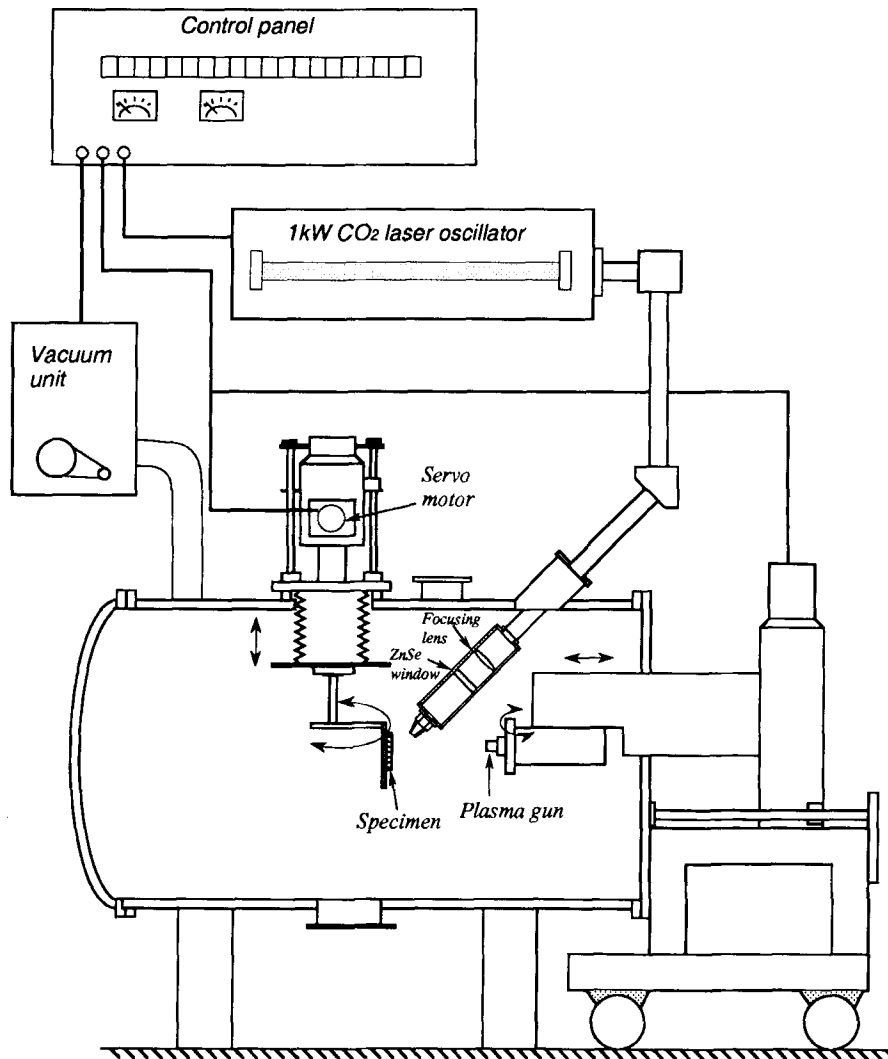 Control panel
1kW CO2 laser oscillator
Vacuum
unit
Servo
motor
Focusing
lens
ZnSe
window
Specimen
Plasma gun